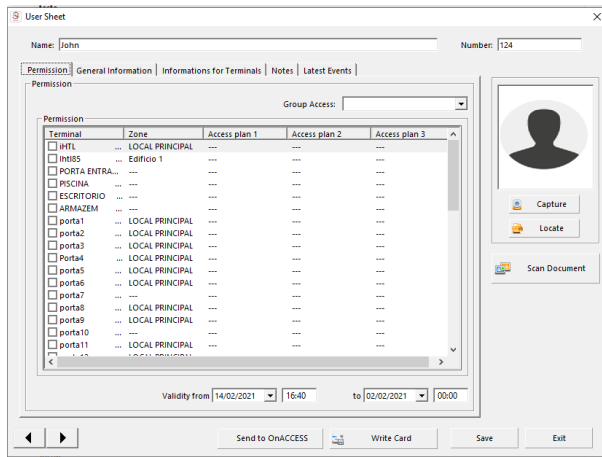 User Sheet
Name: John
Number: 124
Permission General Information Informations for Terminals Notes Latest Events
Permission
Group Access:
Permission
Terminal Zone Access plan 1 Access plan 2 Access plan 3
iHTL ... LOCAL PRINCIPAL --- --- ---
Ihtl85 ... Edificio 1 --- --- ---
PORTA ENTRA... --- --- --- ---
PISCINA ... --- --- --- ---
ESCRITORIO ... --- --- --- ---
ARMAZEM ... --- --- --- ---
porta1 ... LOCAL PRINCIPAL --- --- ---
porta2 ... LOCAL PRINCIPAL --- --- ---
porta3 ... LOCAL PRINCIPAL --- --- ---
Porta4 ... LOCAL PRINCIPAL --- --- ---
porta5 ... LOCAL PRINCIPAL --- --- ---
porta6 ... LOCAL PRINCIPAL --- --- ---
porta7 ... --- --- --- ---
porta8 ... LOCAL PRINCIPAL --- --- ---
porta9 ... LOCAL PRINCIPAL --- --- ---
porta10 ... --- --- --- ---
porta11 ... LOCAL PRINCIPAL --- --- ---
Validity from 14/02/2021 16:40 to 02/02/2021 00:00
Capture
Locate
Scan Document
Send to OnACCESS Write Card Save Exit